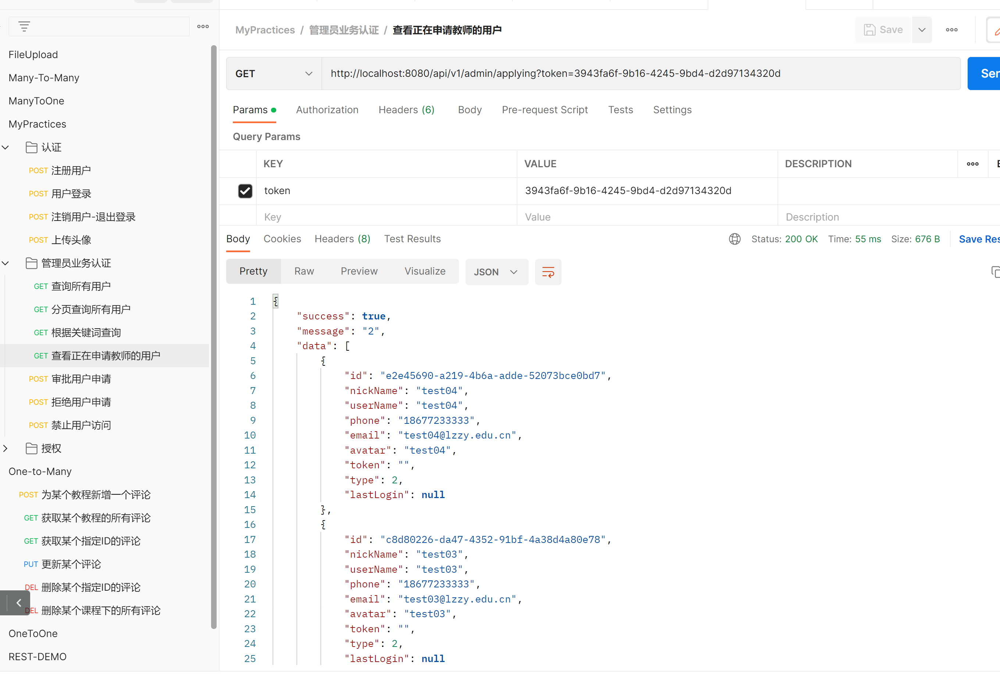 FileUpload
Many-To-Many
ManyToOne
MyPractices
认证
POST 注册用户
POST 用户登录
POST 注销用户-退出登录
POST 上传头像
管理员业务认证
GET 查询所有用户
GET 分页查询所有用户
GET 根据关键词查询
GET 查看正在申请教师的用户
POST 审批用户申请
POST 拒绝用户申请
POST 禁止用户访问
授权
One-to-Many
POST 为某个教程新增一个评论
GET 获取某个教程的所有评论
GET 获取某个指定ID的评论
PUT 更新某个评论
DEL 删除某个指定ID的评论
DEL 删除某个课程下的所有评论
OneToOne
REST-DEMO
MyPractices / 管理员业务认证 / 查看正在申请教师的用户
Save
GET http://localhost:8080/api/v1/admin/applying?token=3943fa6f-9b16-4245-9bd4-d2d97134320d
Params Authorization Headers (6) Body Pre-request Script Tests Settings
Query Params
KEY VALUE DESCRIPTION
token 3943fa6f-9b16-4245-9bd4-d2d97134320d
Key Value Description
Body Cookies Headers (8) Test Results Status: 200 OK Time: 55 ms Size: 676 B Save Res
Pretty Raw Preview Visualize JSON
1 {
2 "success": true,
3 "message": "2",
4 "data": [
5 {
6 "id": "e2e45690-a219-4b6a-adde-52073bce0bd7",
7 "nickName": "test04",
8 "userName": "test04",
9 "phone": "18677233333",
10 "email": "test04@lzzy.edu.cn",
11 "avatar": "test04",
12 "token": "",
13 "type": 2,
14 "lastLogin": null
15 },
16 {
17 "id": "c8d80226-da47-4352-91bf-4a38d4a80e78",
18 "nickName": "test03",
19 "userName": "test03",
20 "phone": "18677233333",
21 "email": "test03@lzzy.edu.cn",
22 "avatar": "test03",
23 "token": "",
24 "type": 2,
25 "lastLogin": null